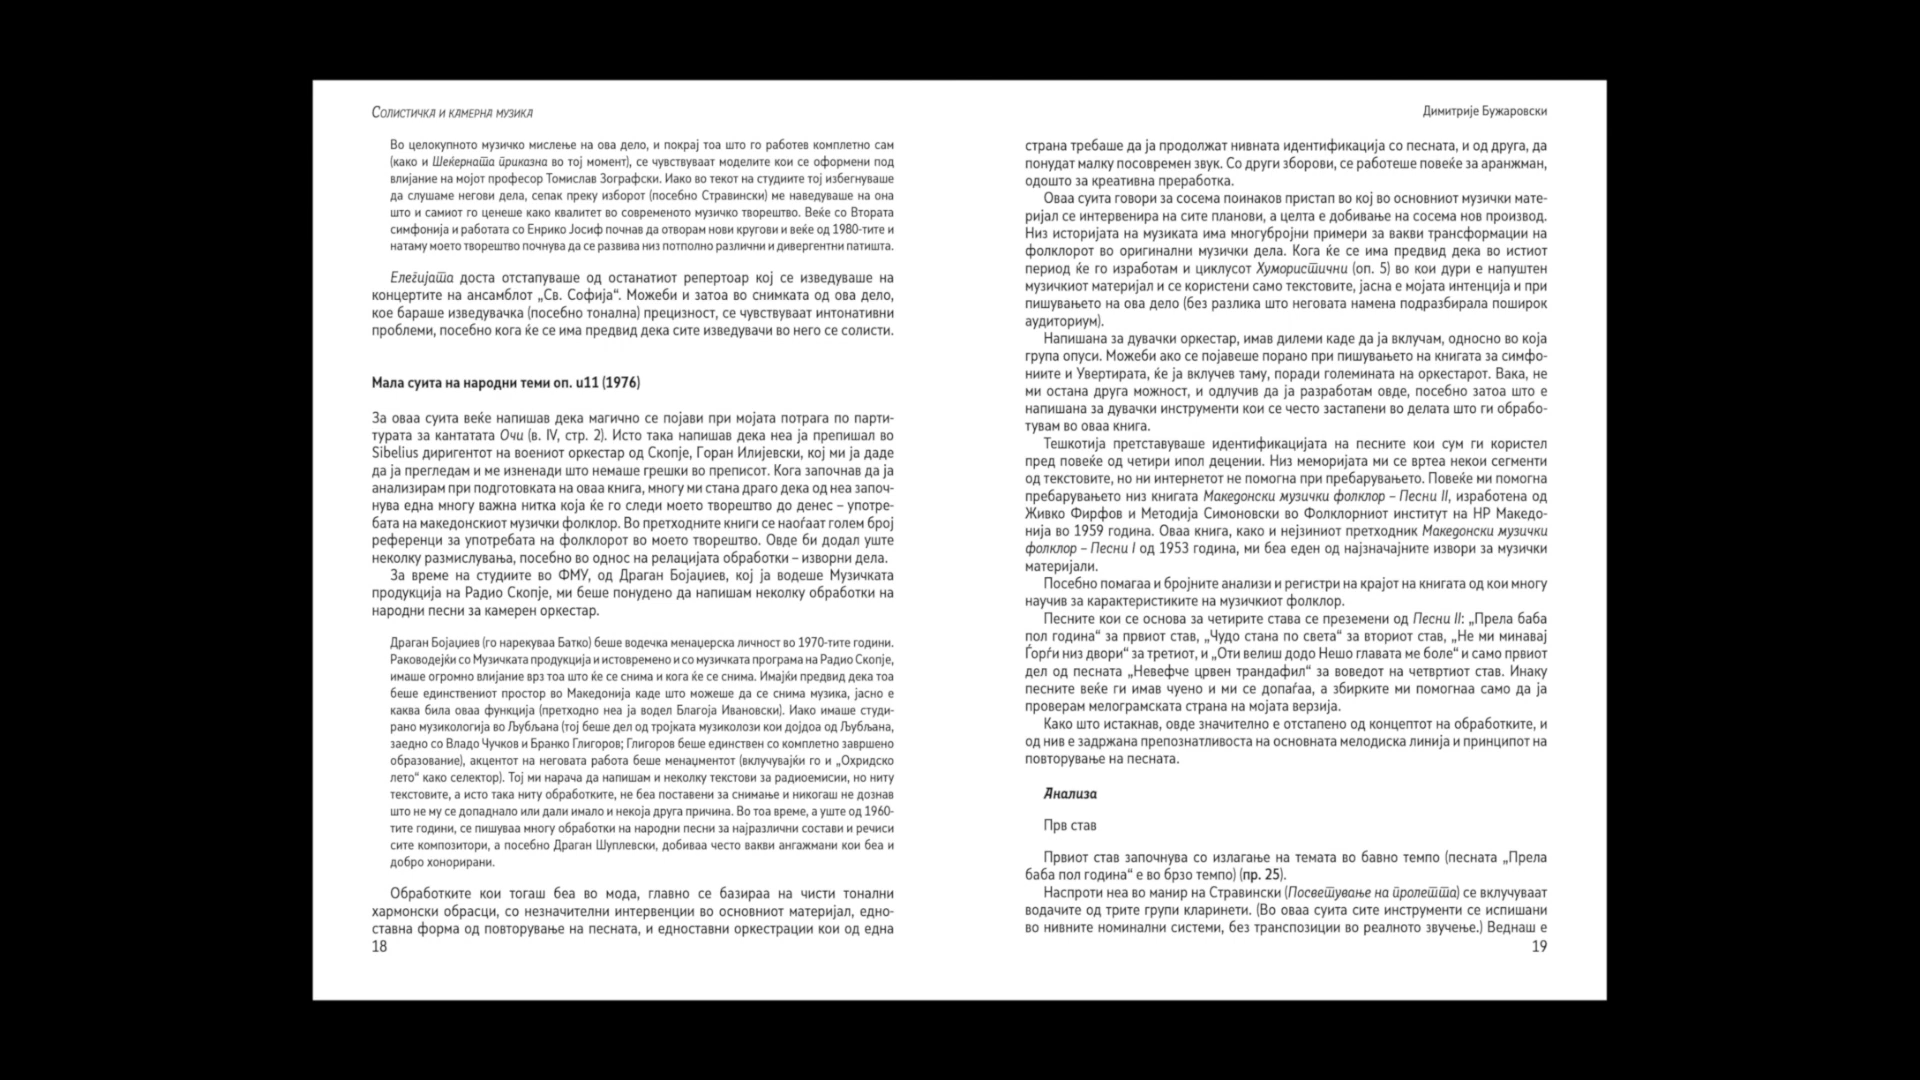 Солистичка и камерна музика
Во целокупното музичко мислење на ова дело, и покрај тоа што го работев комплетно сам
(како и Шеќерната приказна во тој момент), се чувствуваат моделите кои се оформени под
влијание на мојот професор Томислав Зографски. Иако во текот на студиите тој избегнуваше
да слушаме негови дела, сепак преку изборот (посебно Стравински) ме наведуваше на она
што и самиот го ценеше како квалитет во современото музичко творештво. Веќе со Втората
симфонија и работата со Енрико Јосиф почнав да отворам нови кругови и веќе од 1980-тите и
натаму моето творештво почнува да се развива низ потполно различни и дивергентни патишта.
Елегијата доста отстапуваше од останатиот репертоар кој се изведуваше на
концертите на ансамблот „Св. Софија“. Можеби и затоа во снимката од ова дело,
кое бараше изведувачка (посебно тонална) прецизност, се чувствуваат интонативни
проблеми, посебно кога ќе се има предвид дека сите изведувачи во него се солисти.
Мала суита на народни теми оп. u11 (1976)
За оваа суита веќе напишав дека магично се појави при мојата потрага по парти-
турата за кантатата Очи (в. IV, стр. 2). Исто така напишав дека неа ја препишал во
Sibelius диригентот на воениот оркестар од Скопје, Горан Илијевски, кој ми ја даде
да ја прегледам и ме изненади што немаше грешки во преписот. Кога започнав да ја
анализирам при подготовката на оваа книга, многу ми стана драго дека од неа започ-
нува една многу важна нитка која ќе го следи моето творештво до денес – употре-
бата на македонскиот музички фолклор. Во претходните книги се наоѓаат голем број
референци за употребата на фолклорот во моето творештво. Овде би додал уште
неколку размислувања, посебно во однос на релацијата обработки – изворни дела.
За време на студиите во ФМУ, од Драган Бојаџиев, кој ја водеше Музичката
продукција на Радио Скопје, ми беше понудено да напишам неколку обработки на
народни песни за камерен оркестар.
Драган Бојаџиев (го нарекуваа Батко) беше водечка менаџерска личност во 1970-тите години.
Раководејќи со Музичката продукција и истовремено и со музичката програма на Радио Скопје,
имаше огромно влијание врз тоа што ќе се снима и кога ќе се снима. Имајќи предвид дека тоа
беше единствениот простор во Македонија каде што можеше да се снима музика, јасно е
каква била оваа функција (претходно неа ја водел Благоја Ивановски). Иако имаше студи-
рано музикологија во Љубљана (тој беше дел од тројката музиколози кои дојдоа од Љубљана,
заедно со Владо Чучков и Бранко Глигоров; Глигоров беше единствен со комплетно завршено
образование), акцентот на неговата работа беше менаџментот (вклучувајќи го и „Охридско
лето“ како селектор). Тој ми нарача да напишам и неколку текстови за радиоемисии, но ниту
текстовите, а исто така ниту обработките, не беа поставени за снимање и никогаш не дознав
што не му се допаднало или дали имало и некоја друга причина. Во тоа време, а уште од 1960-
тите години, се пишуваа многу обработки на народни песни за најразлични состави и речиси
сите композитори, а посебно Драган Шуплевски, добиваа често вакви ангажмани кои беа и
добро хонорирани.
Обработките кои тогаш беа во мода, главно се базираа на чисти тонални
хармонски обрасци, со незначителни интервенции во основниот материјал, едно-
ставна форма од повторување на песната, и едноставни оркестрации кои од една
18
Димитрије Бужаровски
страна требаше да ја продолжат нивната идентификација со песната, и од друга, да
понудат малку посовремен звук. Со други зборови, се работеше повеќе за аранжман,
одошто за креативна преработка.
Оваа суита говори за сосема поинаков пристап во кој во основниот музички мате-
ријал се интервенира на сите планови, а целта е добивање на сосема нов производ.
Низ историјата на музиката има многубројни примери за вакви трансформации на
фолклорот во оригинални музички дела. Кога ќе се има предвид дека во истиот
период ќе го изработам и циклусот Хумористични (оп. 5) во кои дури е напуштен
музичкиот материјал и се користени само текстовите, јасна е мојата интенција и при
пишувањето на ова дело (без разлика што неговата намена подразбирала поширок
аудиториум).
Напишана за дувачки оркестар, имав дилеми каде да ја вклучам, односно во која
група опуси. Можеби ако се појавеше порано при пишувањето на книгата за симфо-
ниите и Увертирата, ќе ја вклучев таму, поради големината на оркестарот. Вака, не
ми остана друга можност, и одлучив да ја разработам овде, посебно затоа што е
напишана за дувачки инструменти кои се често застапени во делата што ги обрабо-
тувам во оваа книга.
Тешкотија претставуваше идентификацијата на песните кои сум ги користел
пред повеќе од четири ипол децении. Низ меморијата ми се вртеа некои сегменти
од текстовите, но ни интернетот не помогна при пребарувањето. Повеќе ми помогна
пребарувањето низ книгата Македонски музички фолклор – Песни II, изработена од
Живко Фирфов и Методија Симоновски во Фолклорниот институт на НР Македо-
нија во 1959 година. Оваа книга, како и нејзиниот претходник Македонски музички
фолклор – Песни I од 1953 година, ми беа еден од најзначајните извори за музички
материјали.
Посебно помагаа и бројните анализи и регистри на крајот на книгата од кои многу
научив за карактеристиките на музичкиот фолклор.
Песните кои се основа за четирите става се преземени од Песни II: „Прела баба
пол година“ за првиот став, „Чудо стана по света“ за вториот став, „Не ми минавај
Ѓорѓи низ двори“ за третиот, и „Оти велиш додо Нешо главата ме боле“ и само првиот
дел од песната „Невефче црвен трандафил“ за воведот на четвртиот став. Инаку
песните веќе ги имав чуено и ми се допаѓаа, а збирките ми помогнаа само да ја
проверам мелограмската страна на мојата верзија.
Како што истакнав, овде значително е отстапено од концептот на обработките, и
од нив е задржана препознатливоста на основната мелодиска линија и принципот на
повторување на песната.
Анализа
Прв став
Првиот став започнува со излагање на темата во бавно темпо (песната „Прела
баба пол година“ е во брзо темпо) (пр. 25).
Наспроти неа во манир на Стравински (Посветување на пролетта) се вклучуваат
водачите од трите групи кларинети. (Во оваа суита сите инструменти се испишани
во нивните номинални системи, без транспозиции во реалното звучење.) Веднаш е
19